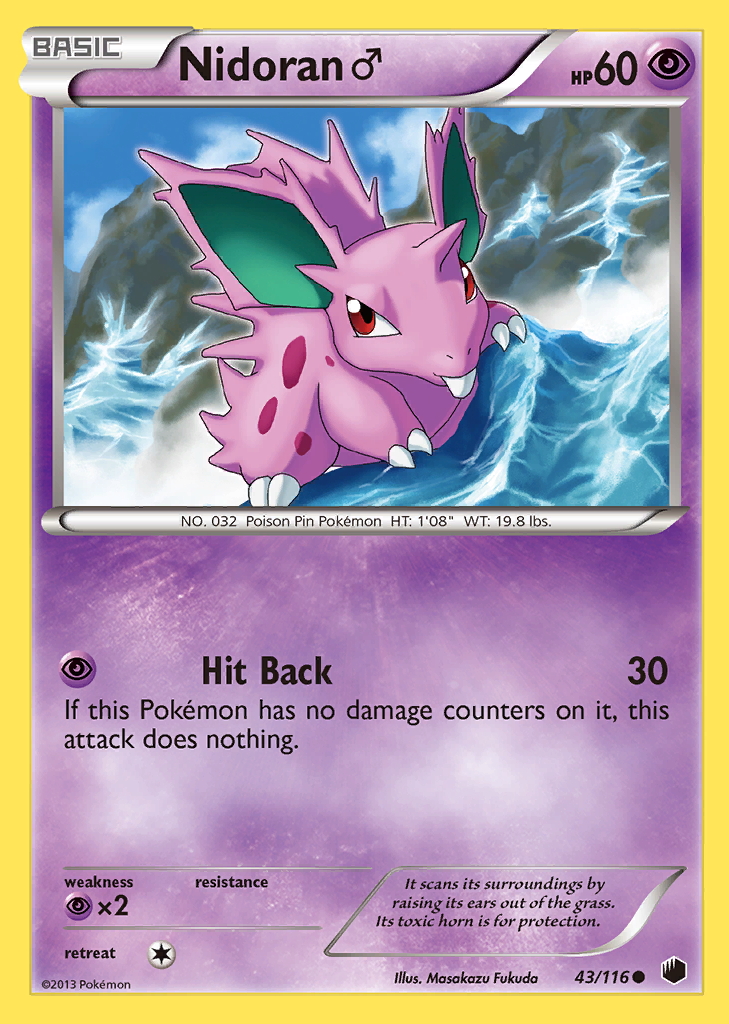 BASIC
Nidoran♂
HP60
NO. 032 Poison Pin Pokémon HT: 1'08" WT: 19.8 lbs.
Hit Back 30
If this Pokémon has no damage counters on it, this
attack does nothing.
weakness resistance
×2
retreat
It scans its surroundings by
raising its ears out of the grass.
Its toxic horn is for protection.
©2013 Pokémon
Illus. Masakazu Fukuda
43/116